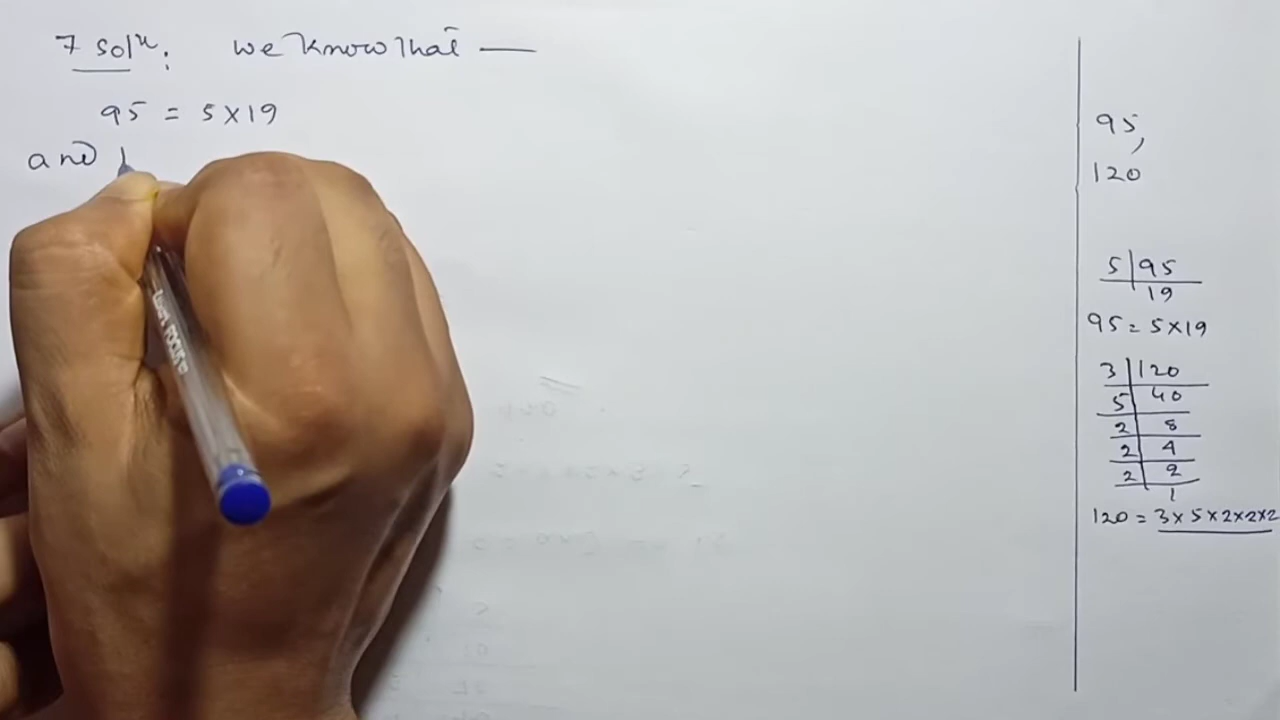 7 Solⁿ: we know that —
95 = 5×19
and 1
95,
120
5 | 95
19
95 = 5×19
3 | 120
5 | 40
2 | 8
2 | 4
2 | 2
1
120 = 3×5×2×2×2